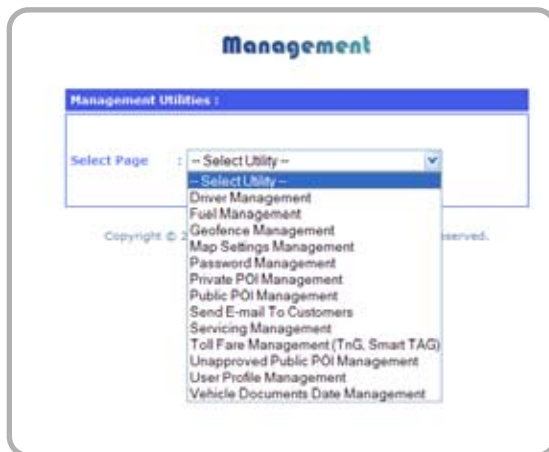 Management
Management Utilities :
Select Page : -- Select Utility --
-- Select Utility --
Driver Management
Fuel Management
Geofence Management
Map Settings Management
Password Management
Private POI Management
Public POI Management
Send E-mail To Customers
Servicing Management
Toll Fare Management (TnG, Smart TAG)
Unapproved Public POI Management
User Profile Management
Vehicle Documents Date Management
Copyright © 2 served.